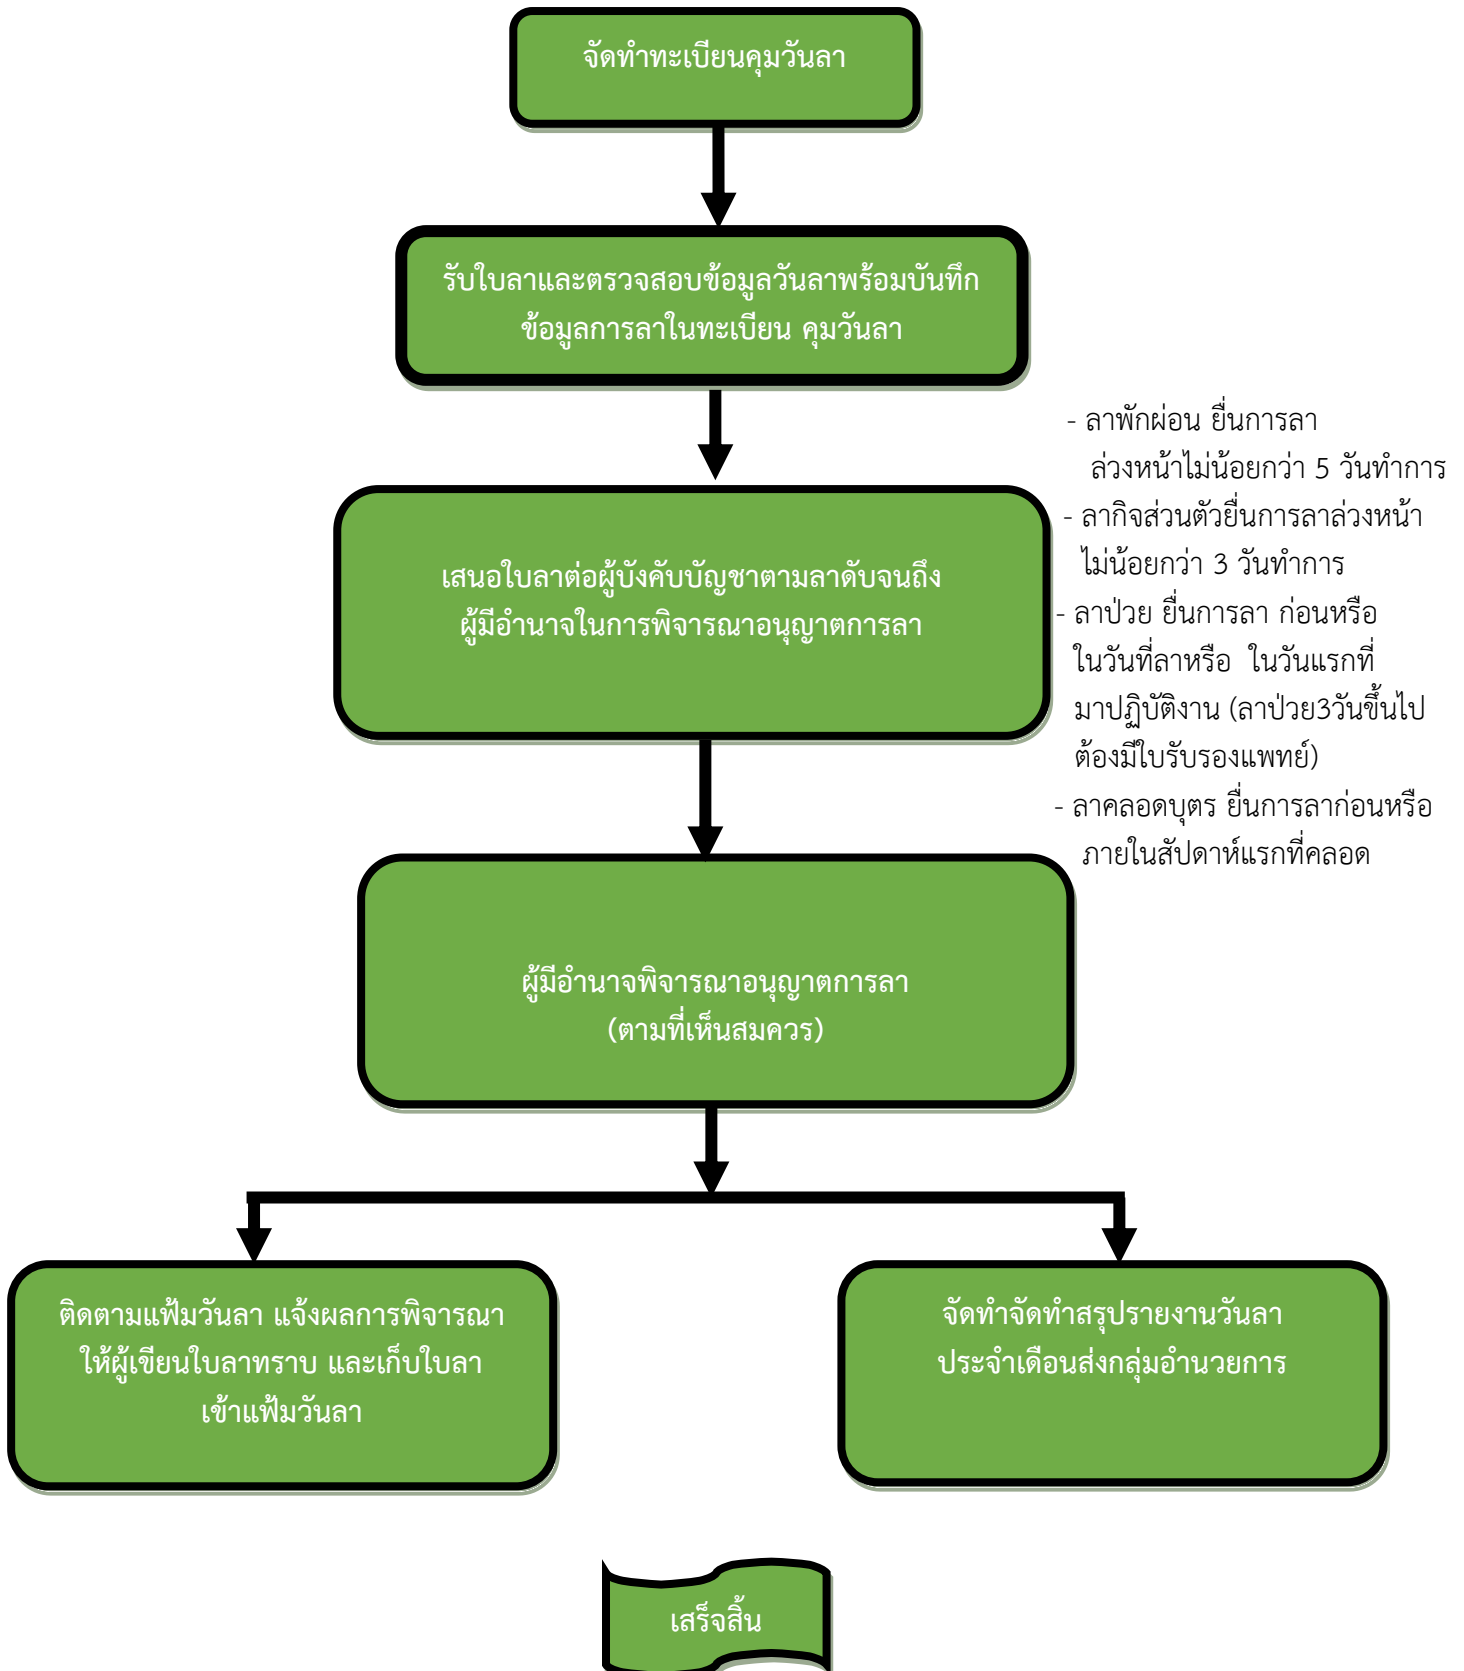 จัดทำทะเบียนคุมวันลา
รับใบลาและตรวจสอบข้อมูลวันลาพร้อมบันทึก
ข้อมูลการลาในทะเบียน คุมวันลา
- ลาพักผ่อน ยื่นการลา
ล่วงหน้าไม่น้อยกว่า 5 วันทำการ
- ลากิจส่วนตัวยื่นการลาล่วงหน้า
ไม่น้อยกว่า 3 วันทำการ
- ลาป่วย ยื่นการลา ก่อนหรือ
ในวันที่ลาหรือ ในวันแรกที่
มาปฏิบัติงาน (ลาป่วย3วันขึ้นไป
ต้องมีใบรับรองแพทย์)
- ลาคลอดบุตร ยื่นการลาก่อนหรือ
ภายในสัปดาห์แรกที่คลอด
เสนอใบลาต่อผู้บังคับบัญชาตามลาดับจนถึง
ผู้มีอำนาจในการพิจารณาอนุญาตการลา
ผู้มีอำนาจพิจารณาอนุญาตการลา
(ตามที่เห็นสมควร)
ติดตามแฟ้มวันลา แจ้งผลการพิจารณา
ให้ผู้เขียนใบลาทราบ และเก็บใบลา
เข้าแฟ้มวันลา
จัดทำจัดทำสรุปรายงานวันลา
ประจำเดือนส่งกลุ่มอำนวยการ
เสร็จสิ้น